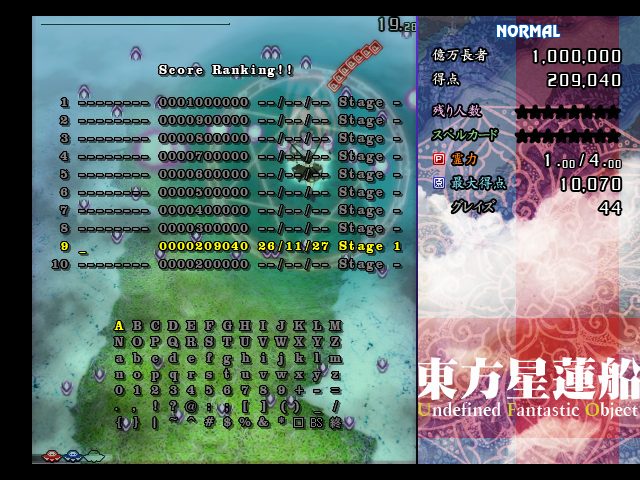 19.28
Score Ranking!!
1 -------- 0001000000 --/--/-- Stage -
2 -------- 0000900000 --/--/-- Stage -
3 -------- 0000800000 --/--/-- Stage -
4 -------- 0000700000 --/--/-- Stage -
5 -------- 0000600000 --/--/-- Stage -
6 -------- 0000500000 --/--/-- Stage -
7 -------- 0000400000 --/--/-- Stage -
8 -------- 0000300000 --/--/-- Stage -
9 _ 0000209040 26/11/27 Stage 1
10 -------- 0000200000 --/--/-- Stage -
A B C D E F G H I J K L M
N O P Q R S T U V W X Y Z
a b c d e f g h i j k l m
n o p q r s t u v w x y z
0 1 2 3 4 5 6 7 8 9 + - =
. , ! ? @ : ; [ ] ( ) _ /
{ } | ~ ^ # $ % & * □ BS 終
NORMAL
億万長者 1,000,000
得点 209,040
残り人数 ★★★★★★★★
スペルカード ★★★★★★★★
P 霊力 1.00/4.00
点 最大得点 10,070
グレイズ 44
東方星蓮船
Undefined Fantastic Object